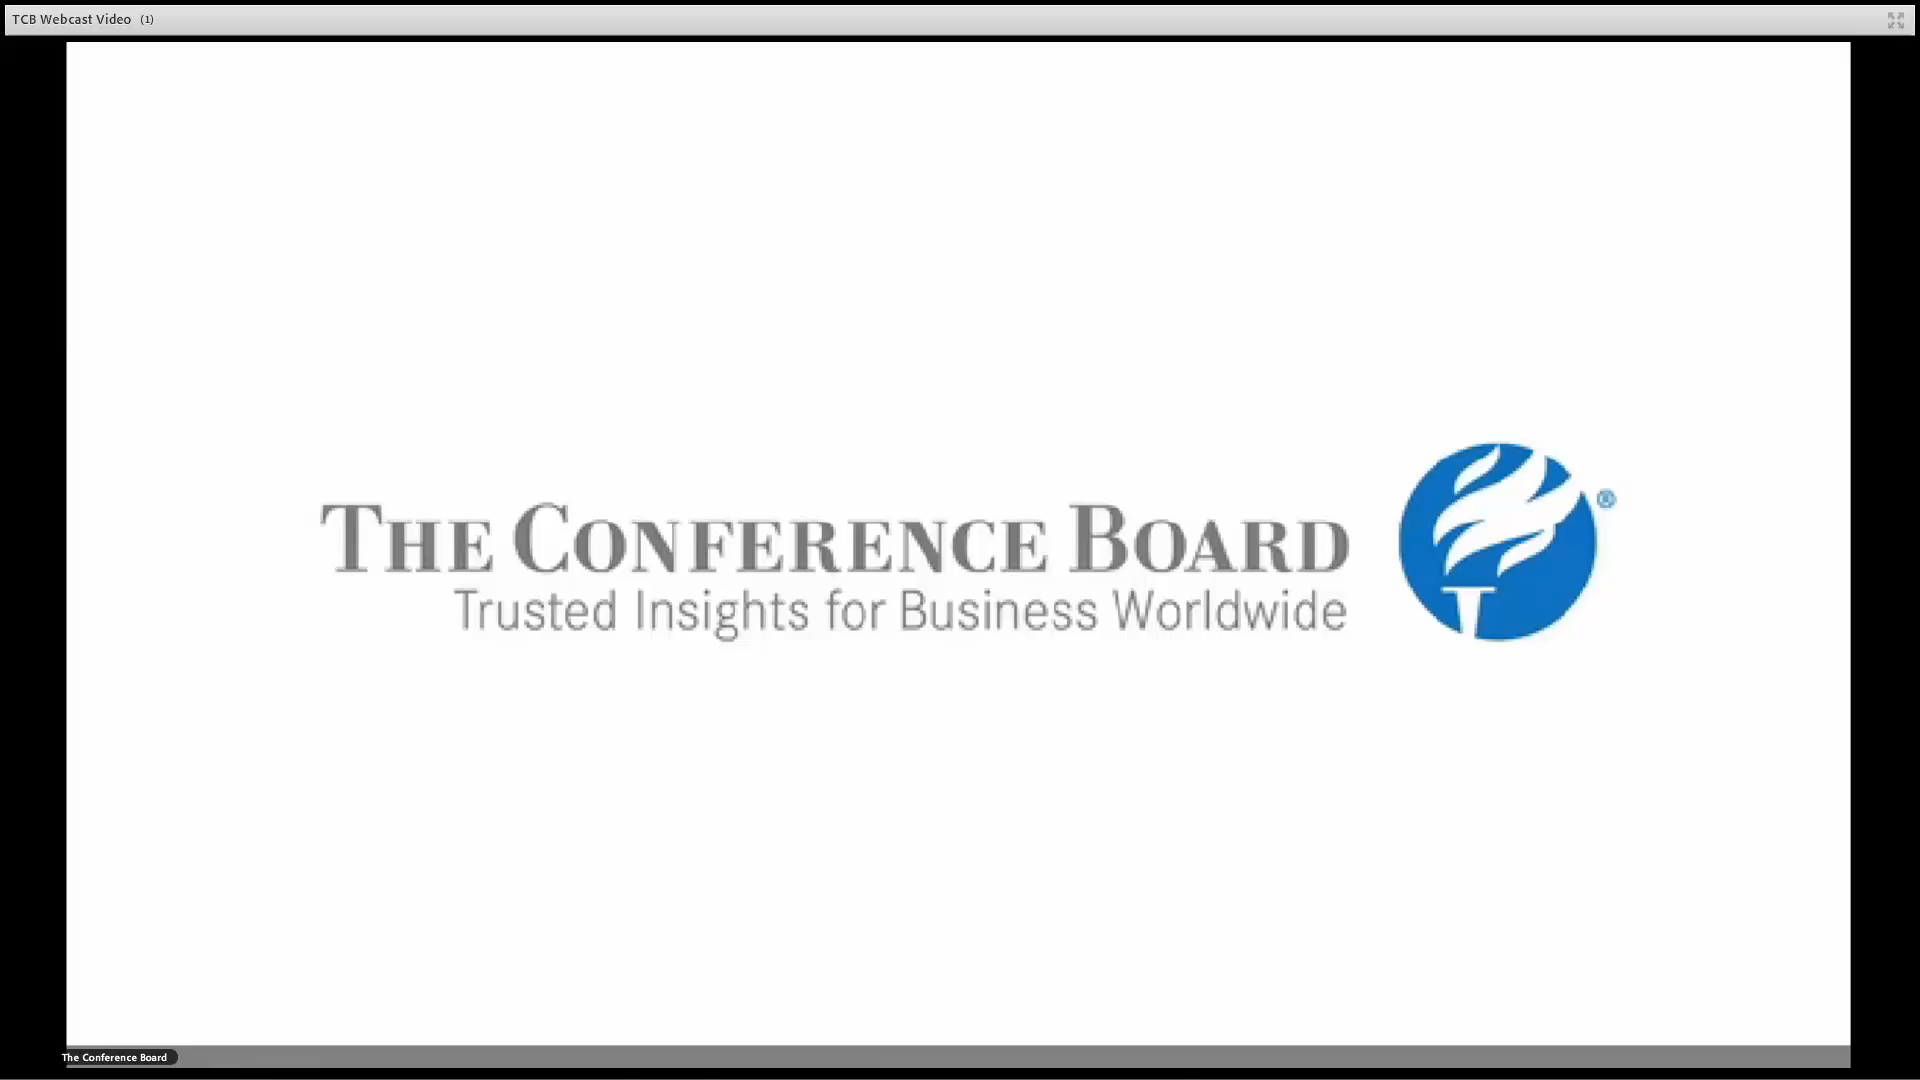 TCB Webcast Video (1)
THE CONFERENCE BOARD
®
Trusted Insights for Business Worldwide
The Conference Board